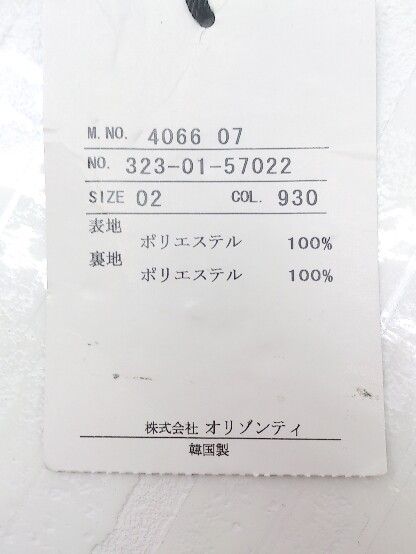 M.NO. 4066 07
NO. 323-01-57022
SIZE 02 COL. 930
表地
ポリエステル 100%
裏地
ポリエステル 100%
株式会社 オリゾンティ
韓国製